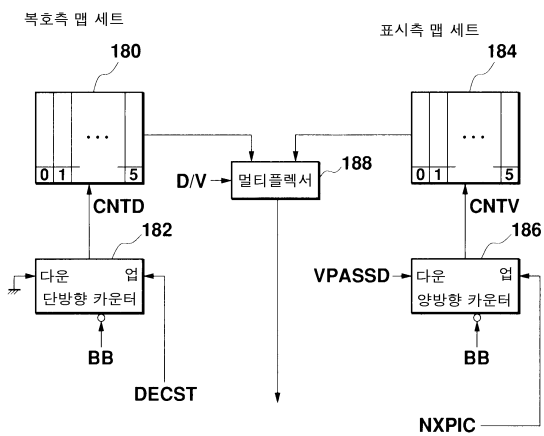 복호측 맵 세트
표시측 맵 세트
180
184
0 1 ... 5
0 1 ... 5
188
D/V
멀티플렉서
CNTD
CNTV
182
186
다운 업
단방향 카운터
VPASSD
다운 업
양방향 카운터
BB
BB
DECST
NXPIC